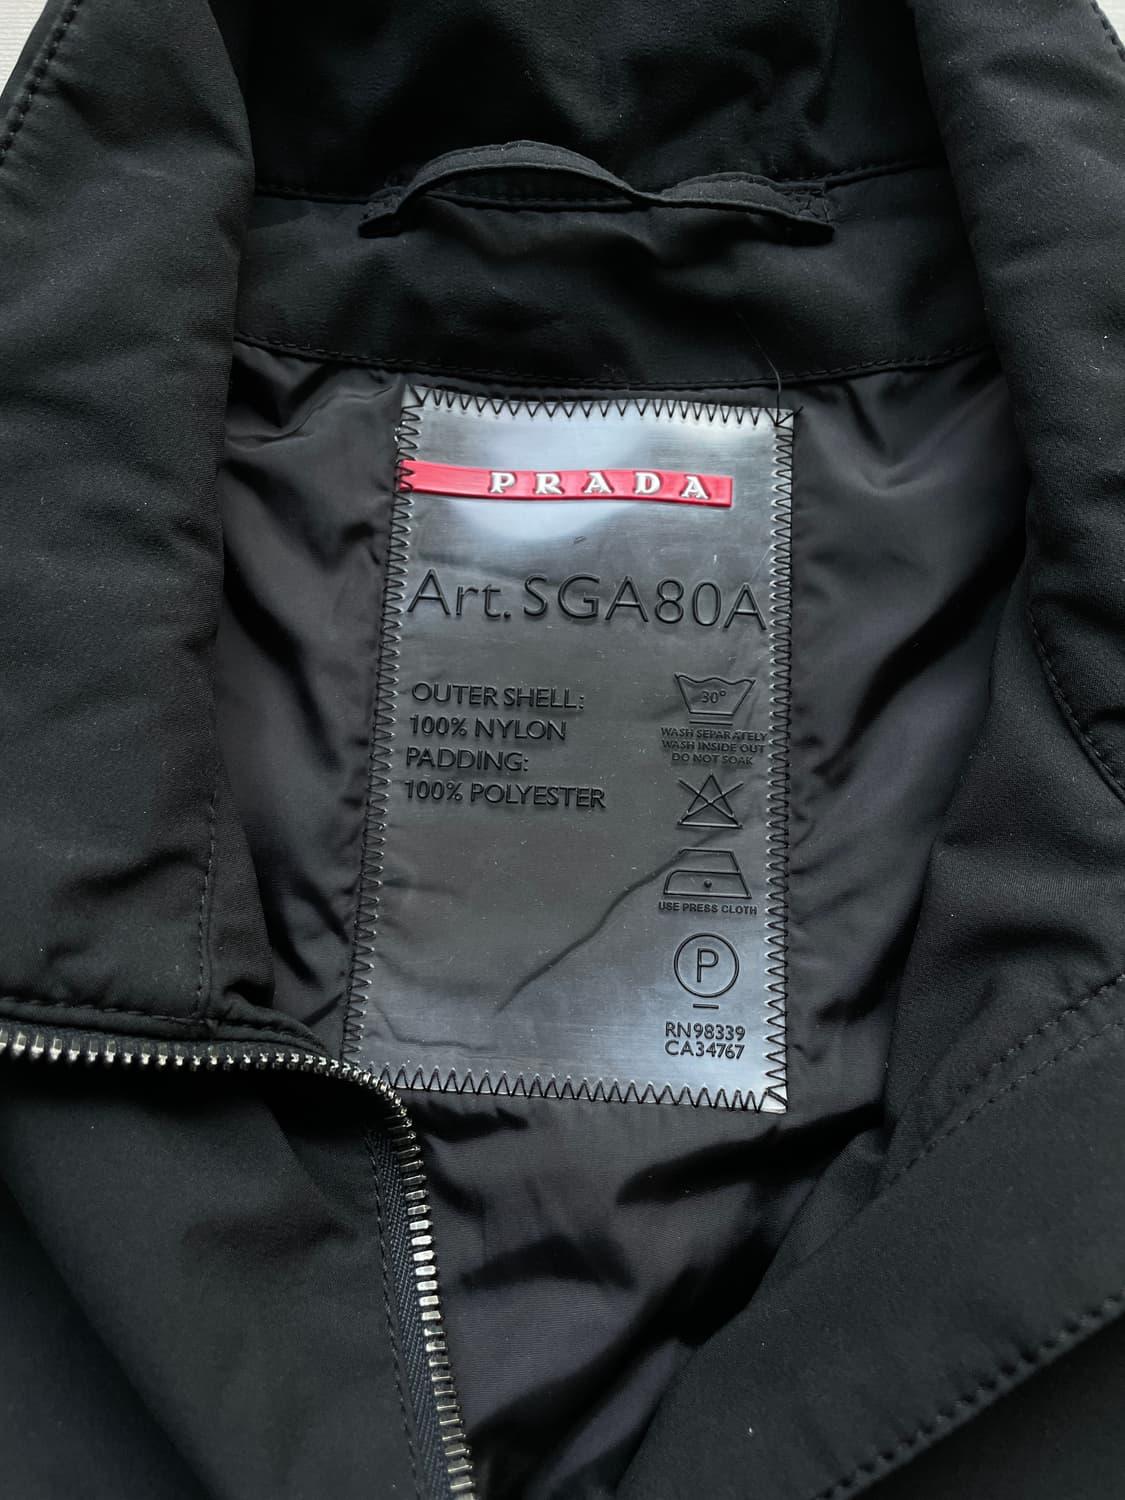 PRADA
Art. SGA80A
OUTER SHELL:
100% NYLON
PADDING:
100% POLYESTER
30°
WASH SEPARATELY
WASH INSIDE OUT
DO NOT SOAK
USE PRESS CLOTH
P
RN98339
CA34767